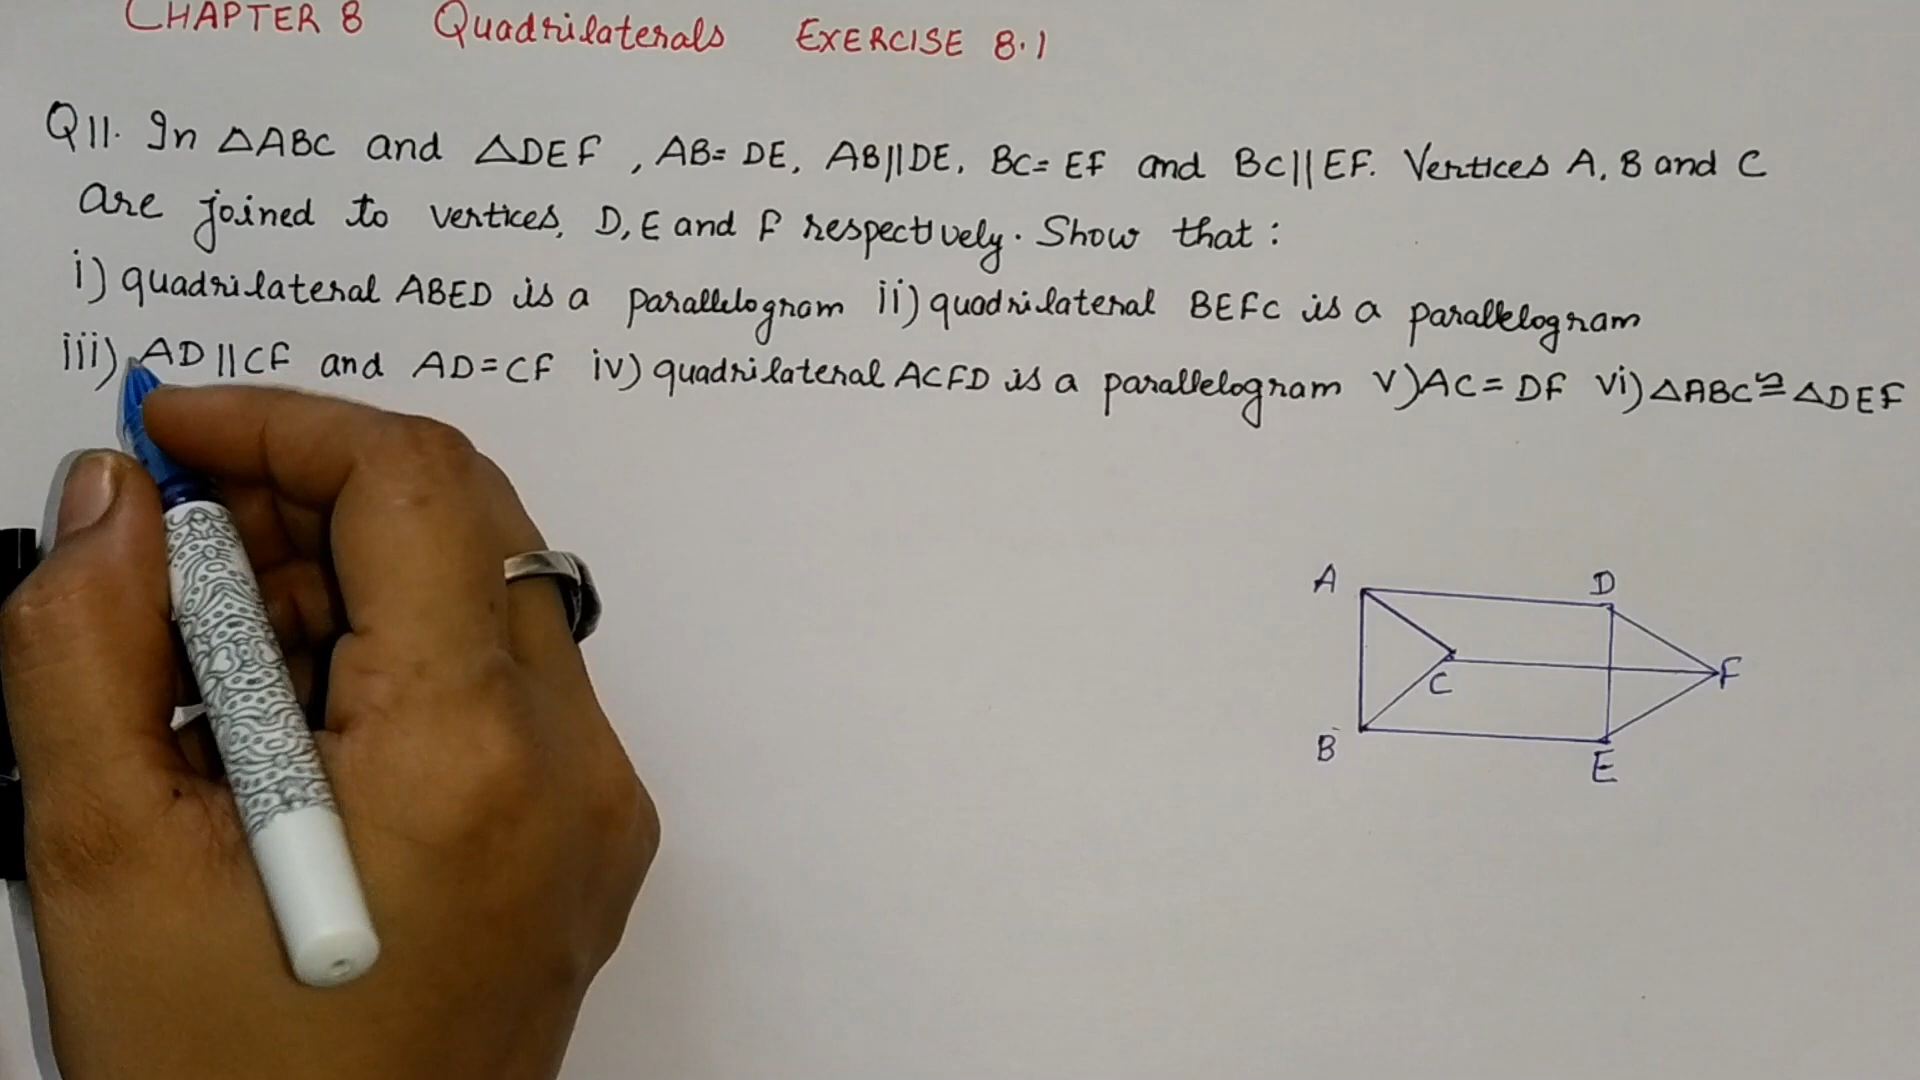 CHAPTER 8 Quadrilaterals EXERCISE 8.1
Q11. In △ABC and △DEF, AB= DE, AB||DE, BC= EF and BC||EF. Vertices A, B and C
are joined to vertices, D, E and F respectively. Show that :
i) quadrilateral ABED is a parallelogram ii) quadrilateral BEFC is a parallelogram
iii) AD||CF and AD=CF iv) quadrilateral ACFD is a parallelogram v) AC= DF vi) △ABC≅△DEF
A
D
C
F
B
E